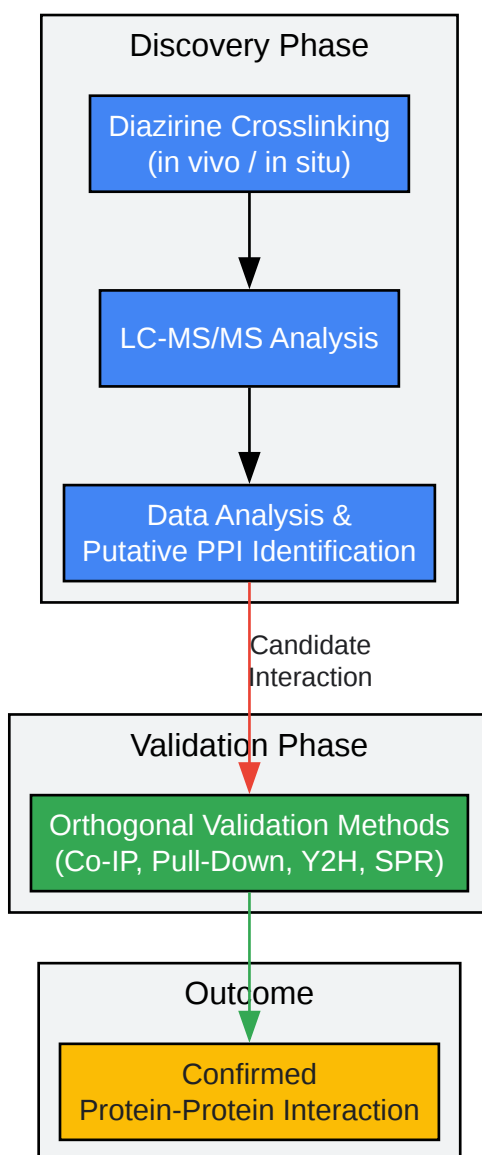 Discovery Phase
Diazirine Crosslinking
(in vivo / in situ)
LC-MS/MS Analysis
Data Analysis &
Putative PPI Identification
Candidate
Interaction
Validation Phase
Orthogonal Validation Methods
(Co-IP, Pull-Down, Y2H, SPR)
Outcome
Confirmed
Protein-Protein Interaction